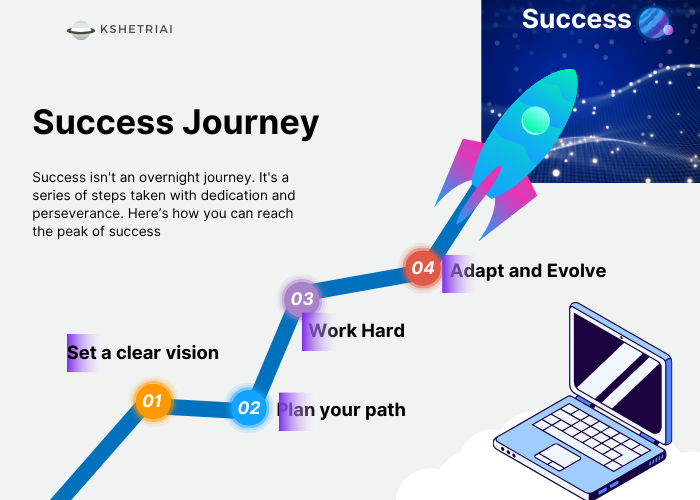 KSHETRIAI
Success
Success Journey
Success isn't an overnight journey. It's a
series of steps taken with dedication and
perseverance. Here’s how you can reach
the peak of success
04
Adapt and Evolve
03
Work Hard
Set a clear vision
01
02
Plan your path